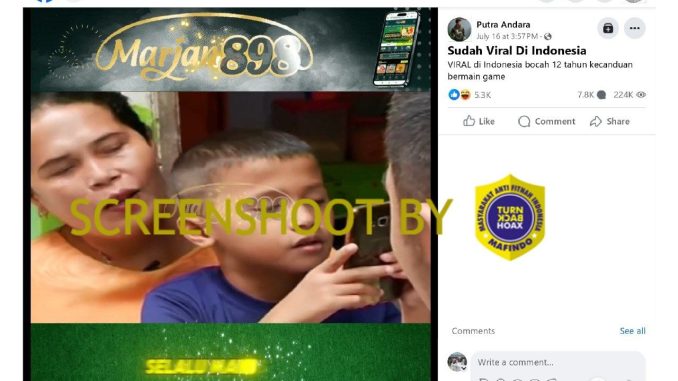 Marjan898
Putra Andara
July 16 at 3:57 PM
Sudah Viral Di Indonesia
VIRAL di Indonesia bocah 12 tahun kecanduan
bermain game
5.3K
7.8K
224K
Like
Comment
Share
SCREENSHOOT BY
MASYARAKAT ANTI FITNAH INDONESIA
TURN
BACK
HOAX
MAFINDO
SELALU
Comments
See all
Write a comment...